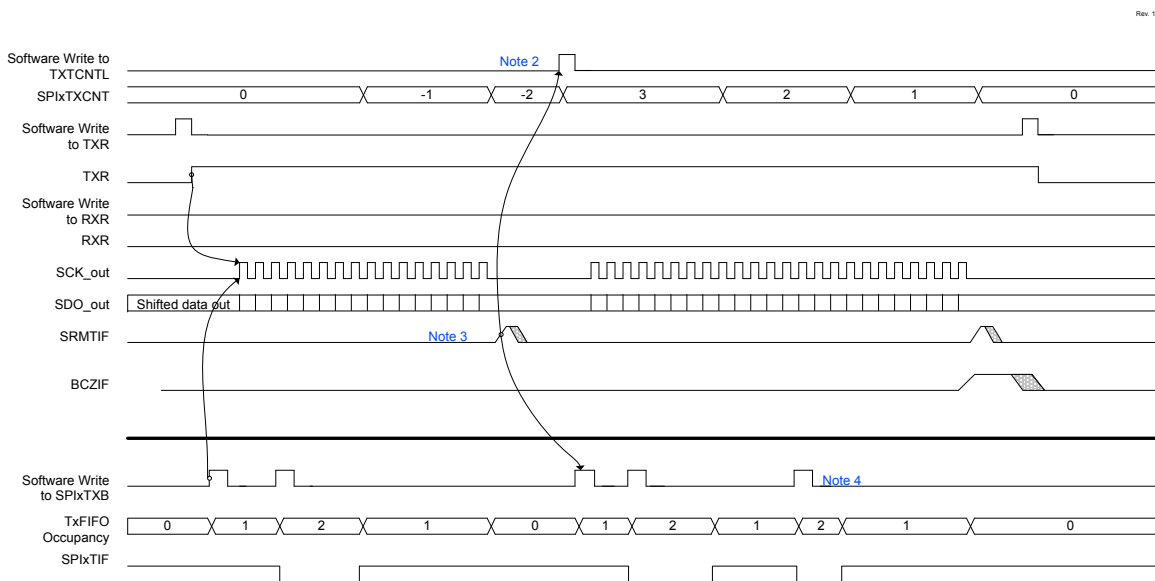 Rev. 1
Software Write to
TXTCNTL
Note 2
SPIxTXCNT
0 -1 -2 3 2 1 0
Software Write
to TXR
TXR
Software Write
to RXR
RXR
SCK_out
SDO_out
Shifted data out
SRMTIF
Note 3
BCZIF
Software Write
to SPIxTXB
Note 4
TxFIFO
Occupancy
0 1 2 1 0 1 2 1 2 1 0
SPIxTIF